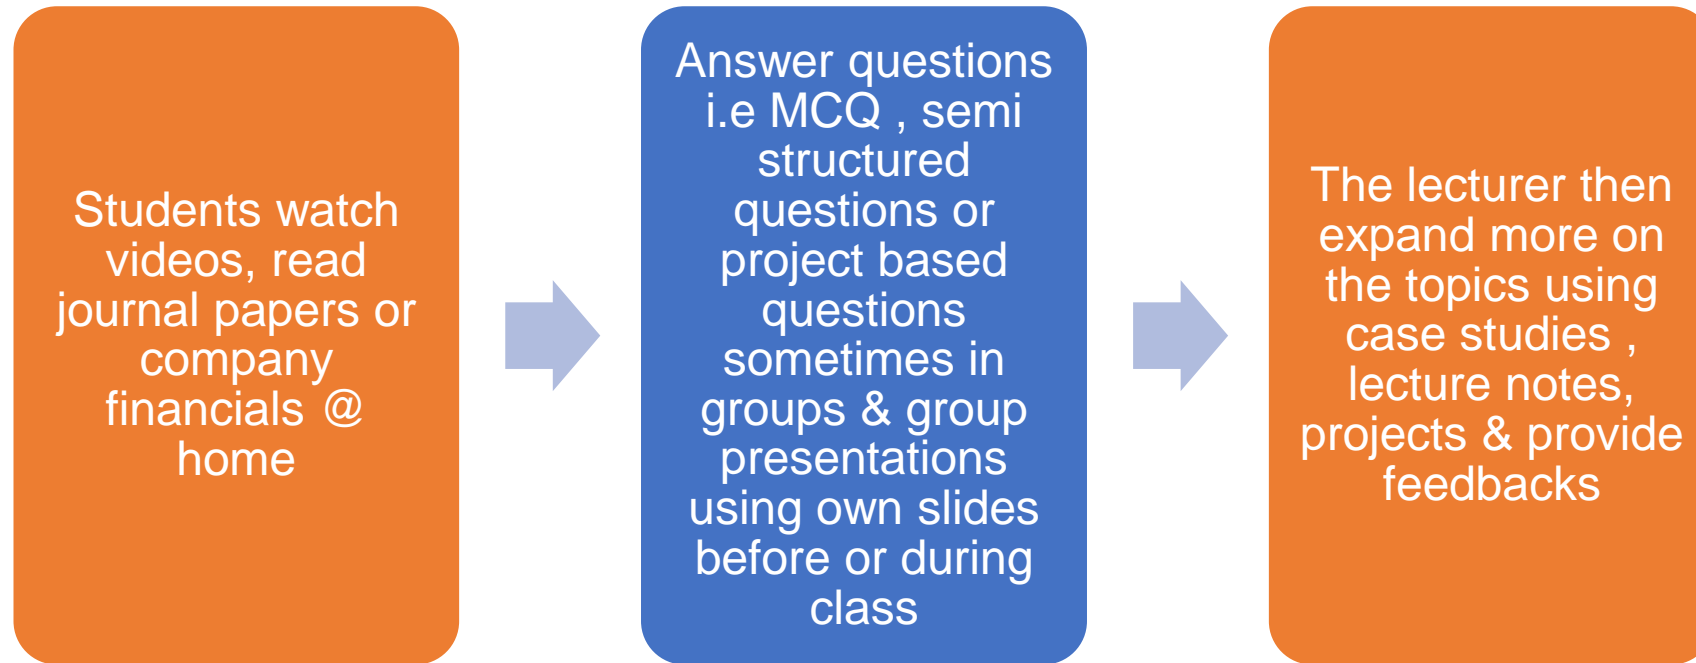 Students watch
videos, read
journal papers or
company
financials @
home
Answer questions
i.e MCQ , semi
structured
questions or
project based
questions
sometimes in
groups & group
presentations
using own slides
before or during
class
The lecturer then
expand more on
the topics using
case studies ,
lecture notes,
projects & provide
feedbacks